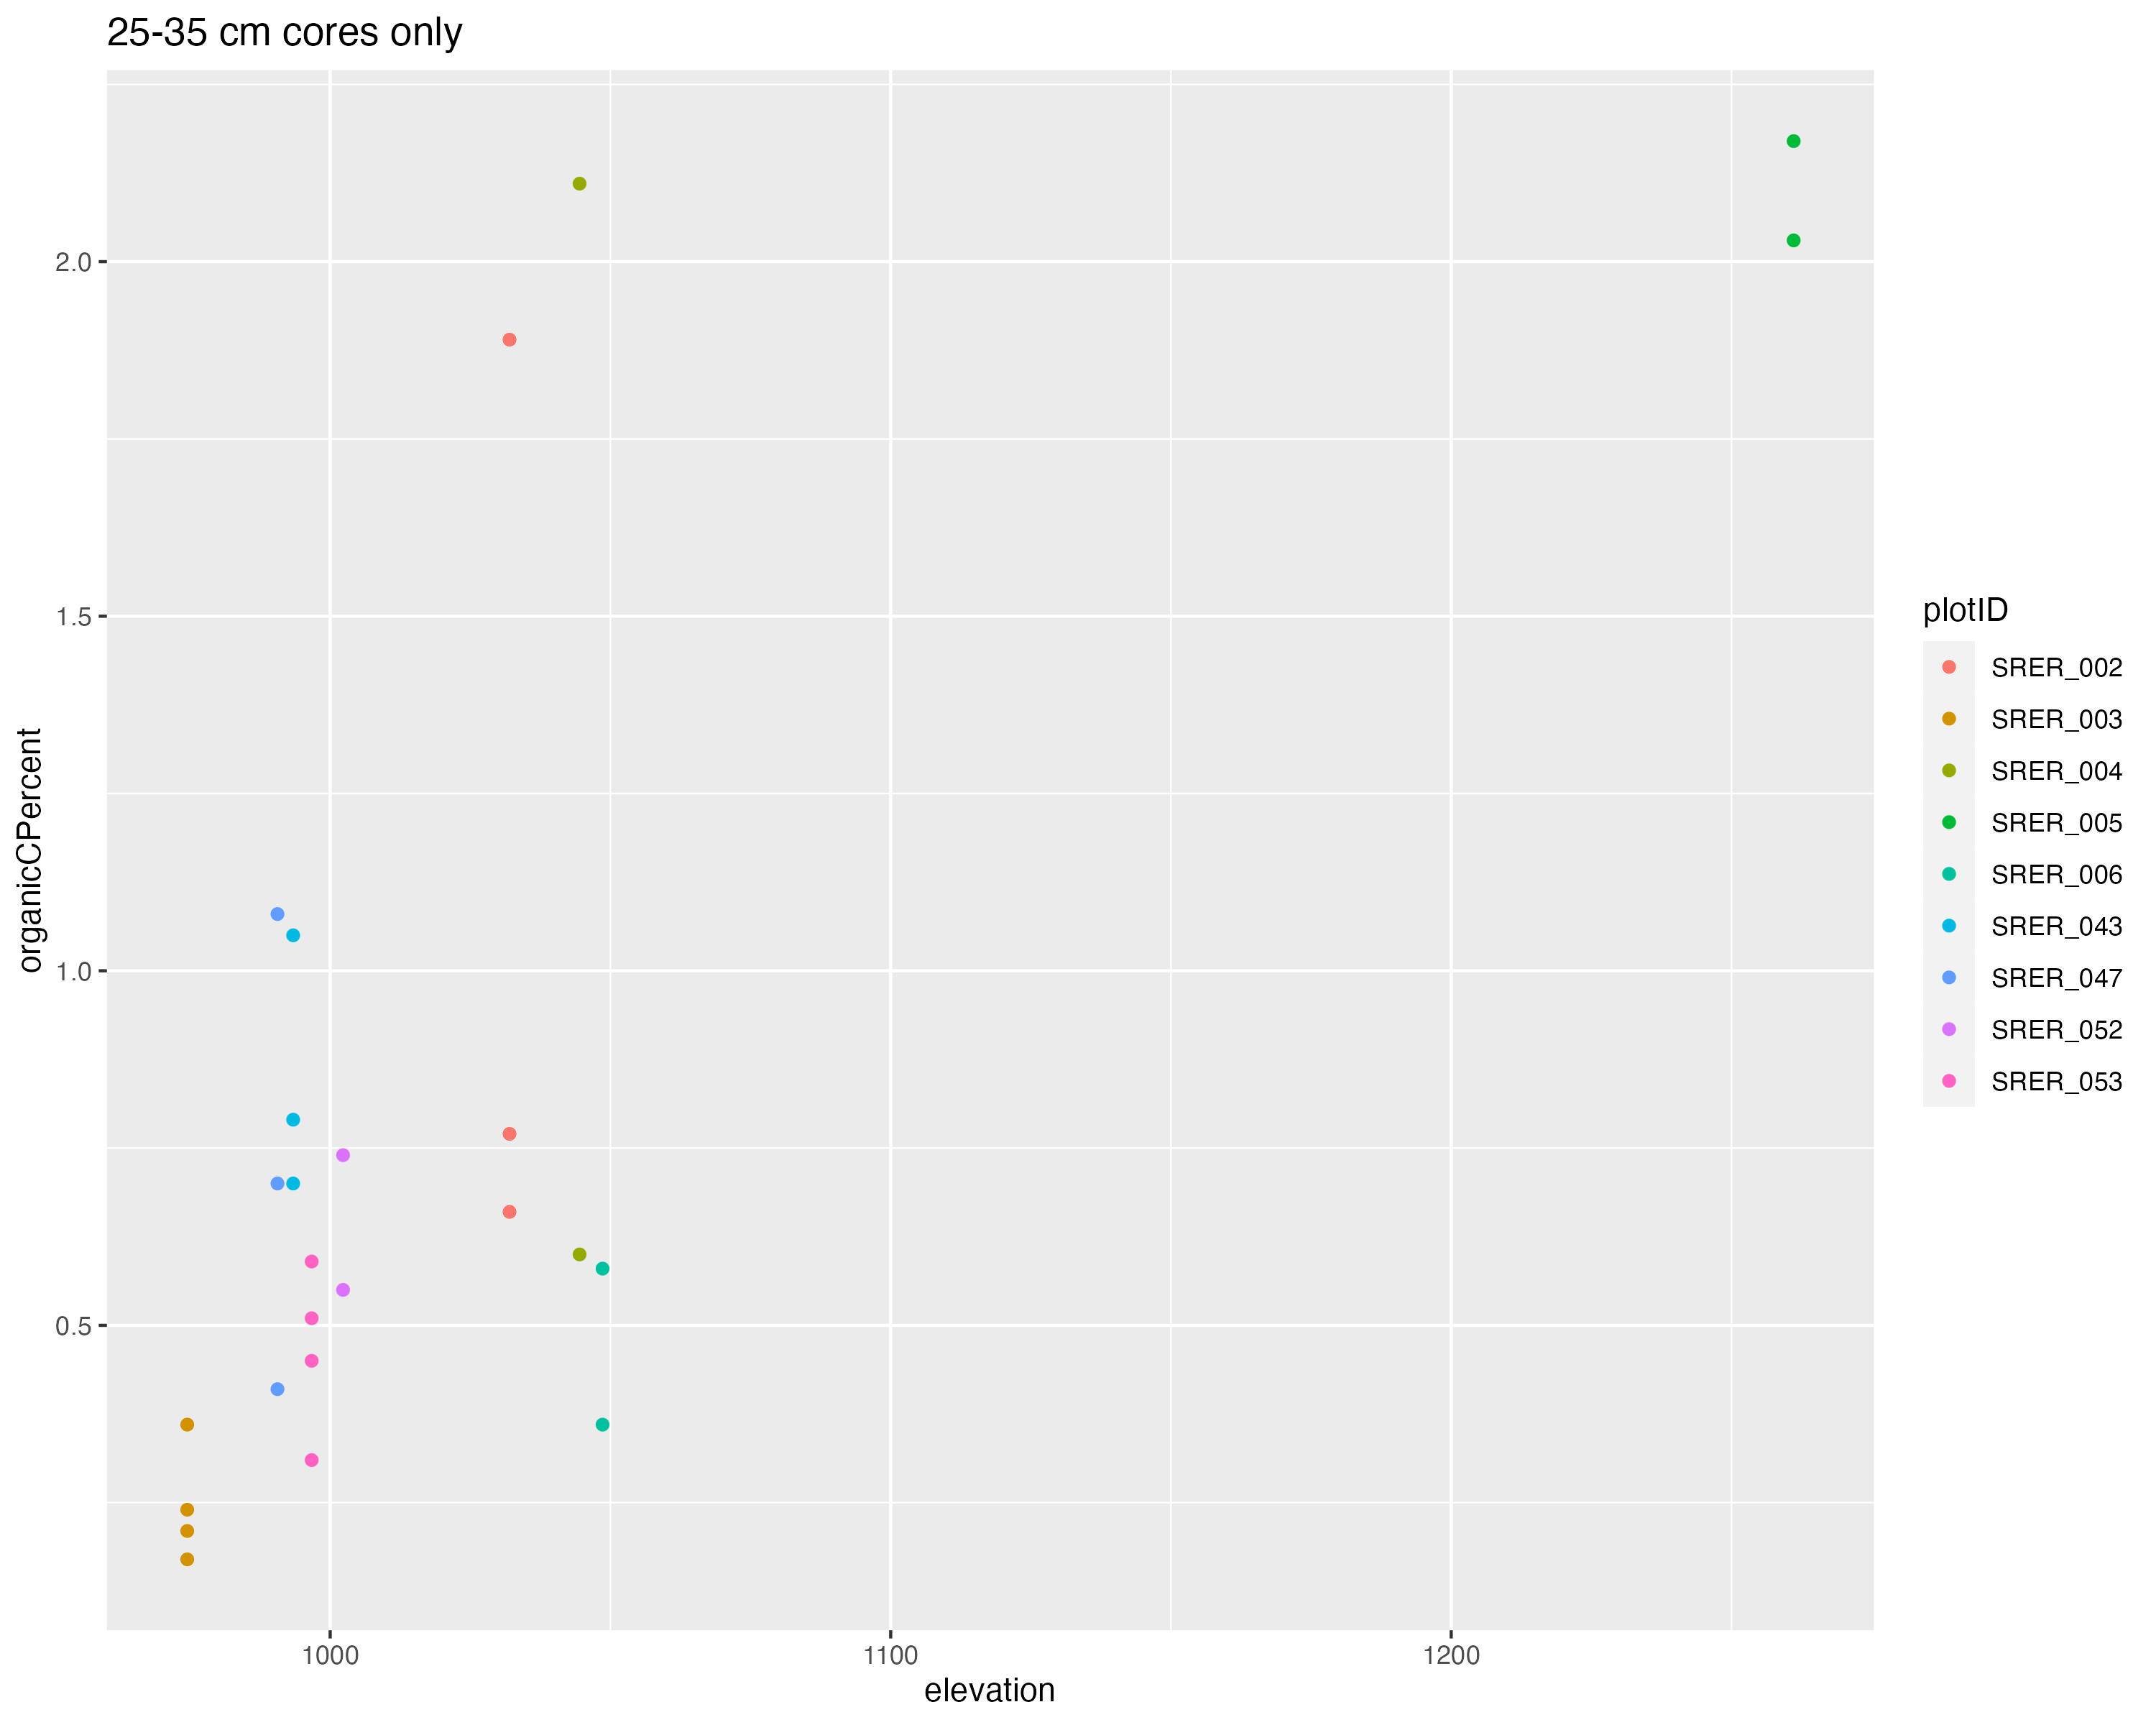 25-35 cm cores only
organicCPercent
2.0
1.5
1.0
0.5
1000
1100
1200
elevation
plotID
SRER_002
SRER_003
SRER_004
SRER_005
SRER_006
SRER_043
SRER_047
SRER_052
SRER_053